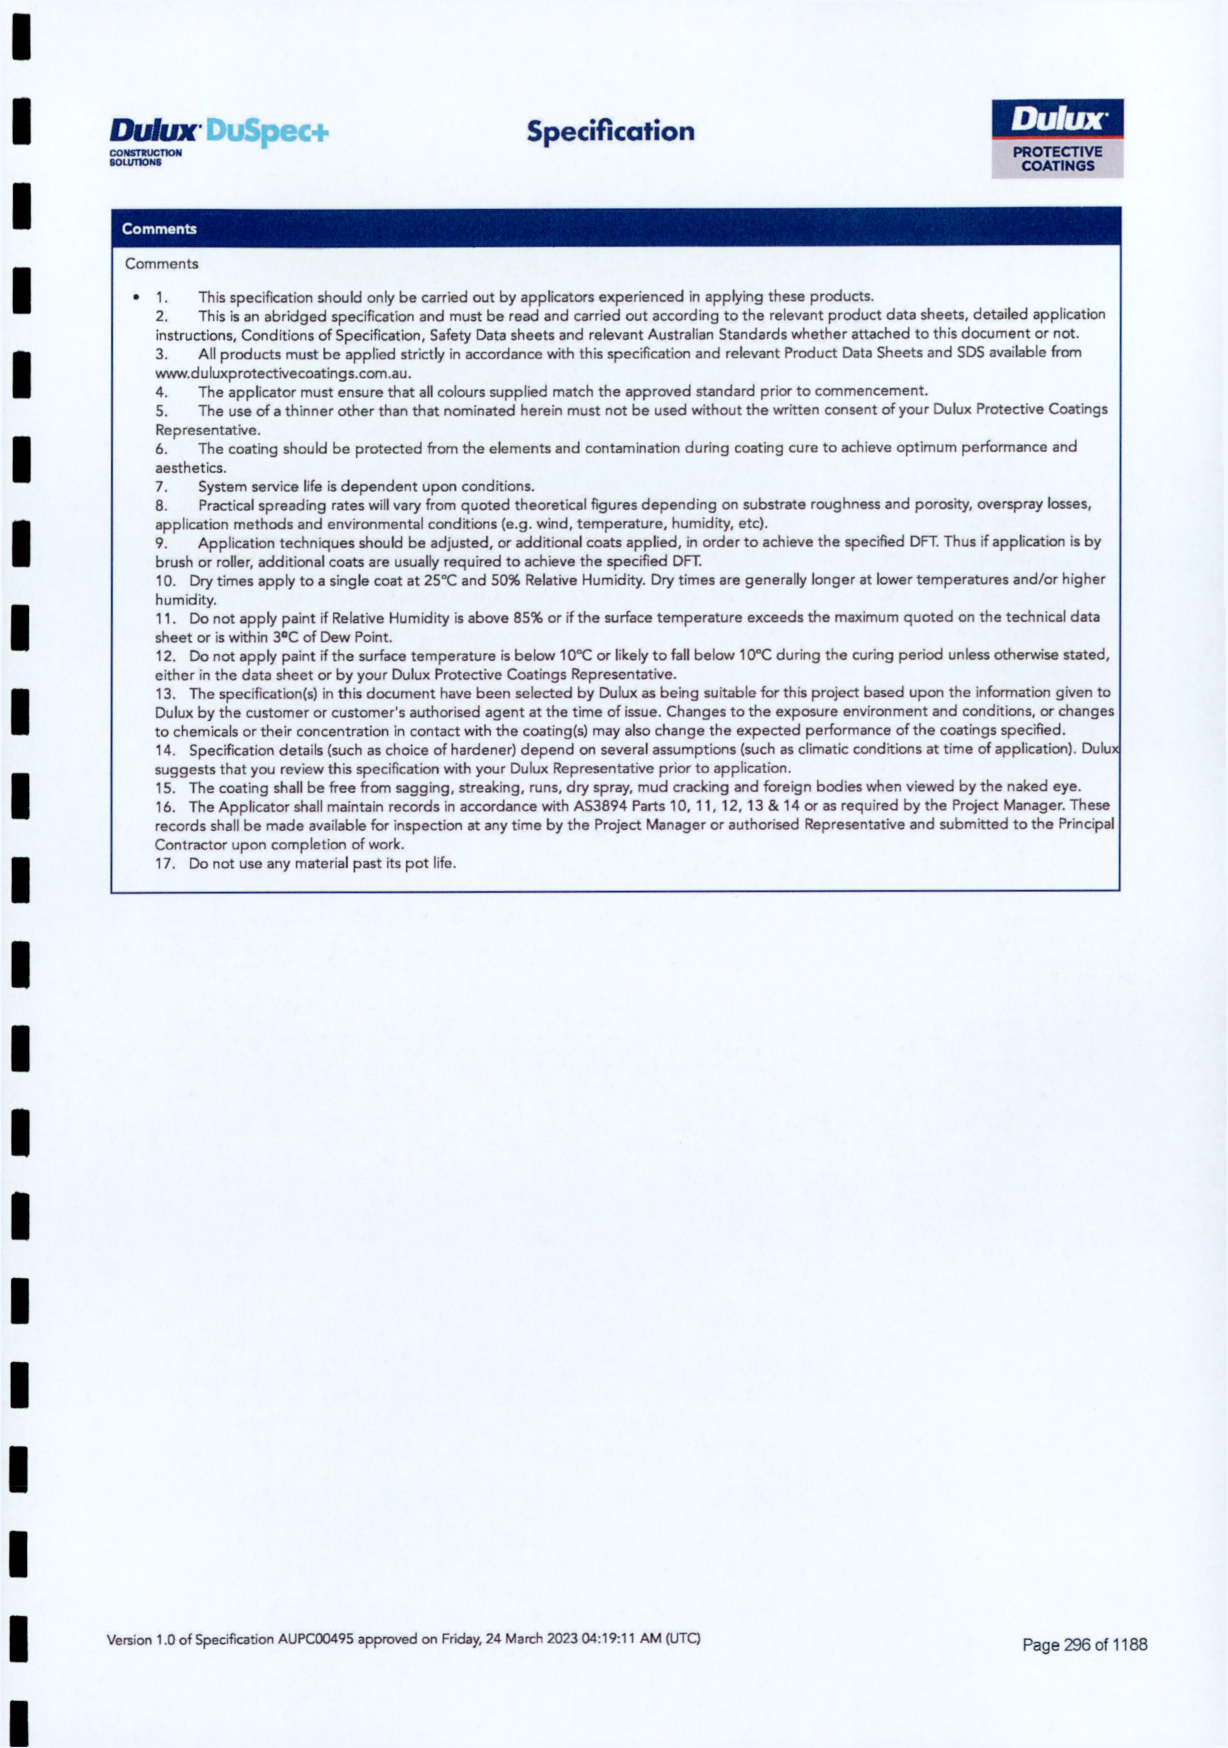 Dulux DuSpec+
CONSTRUCTION
SOLUTIONS
Specification
Dulux
PROTECTIVE
COATINGS
Comments
Comments
• 1. This specification should only be carried out by applicators experienced in applying these products.
2. This is an abridged specification and must be read and carried out according to the relevant product data sheets, detailed application
instructions, Conditions of Specification, Safety Data sheets and relevant Australian Standards whether attached to this document or not.
3. All products must be applied strictly in accordance with this specification and relevant Product Data Sheets and SDS available from
www.duluxprotectivecoatings.com.au.
4. The applicator must ensure that all colours supplied match the approved standard prior to commencement.
5. The use of a thinner other than that nominated herein must not be used without the written consent of your Dulux Protective Coatings
Representative.
6. The coating should be protected from the elements and contamination during coating cure to achieve optimum performance and
aesthetics.
7. System service life is dependent upon conditions.
8. Practical spreading rates will vary from quoted theoretical figures depending on substrate roughness and porosity, overspray losses,
application methods and environmental conditions (e.g. wind, temperature, humidity, etc).
9. Application techniques should be adjusted, or additional coats applied, in order to achieve the specified DFT. Thus if application is by
brush or roller, additional coats are usually required to achieve the specified DFT.
10. Dry times apply to a single coat at 25°C and 50% Relative Humidity. Dry times are generally longer at lower temperatures and/or higher
humidity.
11. Do not apply paint if Relative Humidity is above 85% or if the surface temperature exceeds the maximum quoted on the technical data
sheet or is within 3ºC of Dew Point.
12. Do not apply paint if the surface temperature is below 10°C or likely to fall below 10°C during the curing period unless otherwise stated,
either in the data sheet or by your Dulux Protective Coatings Representative.
13. The specification(s) in this document have been selected by Dulux as being suitable for this project based upon the information given to
Dulux by the customer or customer's authorised agent at the time of issue. Changes to the exposure environment and conditions, or changes
to chemicals or their concentration in contact with the coating(s) may also change the expected performance of the coatings specified.
14. Specification details (such as choice of hardener) depend on several assumptions (such as climatic conditions at time of application). Dulux
suggests that you review this specification with your Dulux Representative prior to application.
15. The coating shall be free from sagging, streaking, runs, dry spray, mud cracking and foreign bodies when viewed by the naked eye.
16. The Applicator shall maintain records in accordance with AS3894 Parts 10, 11, 12, 13 & 14 or as required by the Project Manager. These
records shall be made available for inspection at any time by the Project Manager or authorised Representative and submitted to the Principal
Contractor upon completion of work.
17. Do not use any material past its pot life.
Version 1.0 of Specification AUPC00495 approved on Friday, 24 March 2023 04:19:11 AM (UTC)
Page 296 of 1188